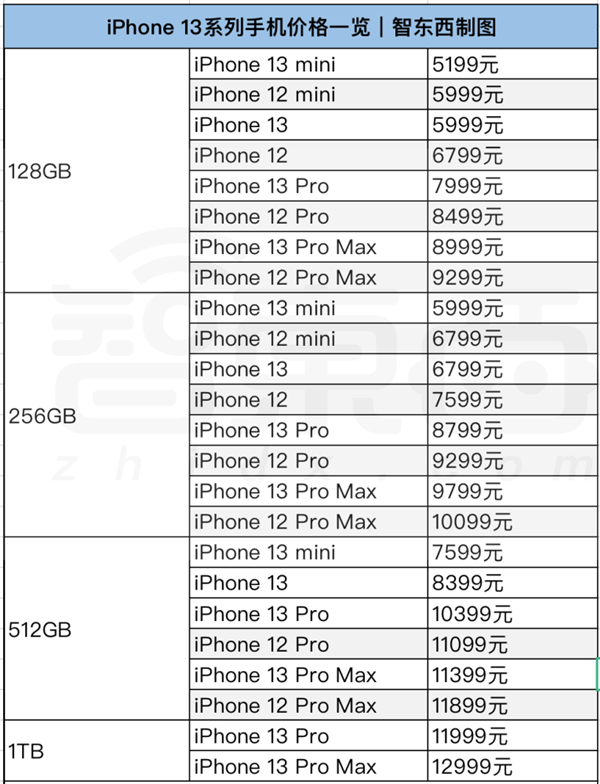 iPhone 13系列手机价格一览｜智东西制图
128GB
iPhone 13 mini 5199元
iPhone 12 mini 5999元
iPhone 13 5999元
iPhone 12 6799元
iPhone 13 Pro 7999元
iPhone 12 Pro 8499元
iPhone 13 Pro Max 8999元
iPhone 12 Pro Max 9299元
256GB
iPhone 13 mini 5999元
iPhone 12 mini 6799元
iPhone 13 6799元
iPhone 12 7599元
iPhone 13 Pro 8799元
iPhone 12 Pro 9299元
iPhone 13 Pro Max 9799元
iPhone 12 Pro Max 10099元
512GB
iPhone 13 mini 7599元
iPhone 13 8399元
iPhone 13 Pro 10399元
iPhone 12 Pro 11099元
iPhone 13 Pro Max 11399元
iPhone 12 Pro Max 11899元
1TB
iPhone 13 Pro 11999元
iPhone 13 Pro Max 12999元